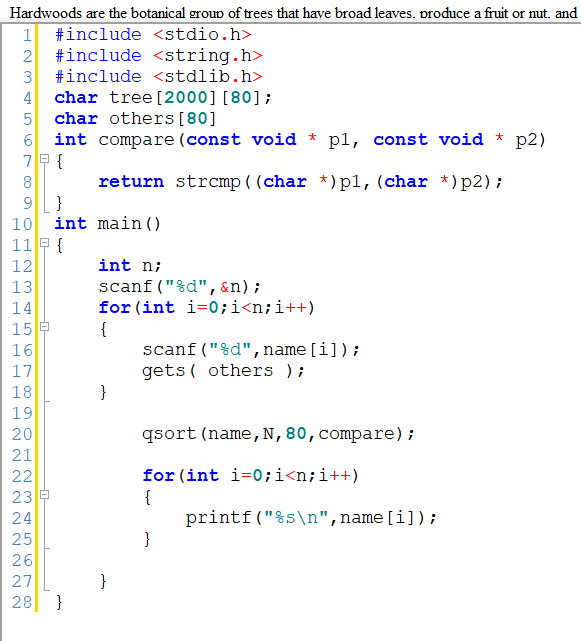 Hardwoods are the botanical group of trees that have broad leaves, produce a fruit or nut, and
1 #include <stdio.h>
2 #include <string.h>
3 #include <stdlib.h>
4 char tree[2000][80];
5 char others[80]
6 int compare(const void * p1, const void * p2)
7 {
8 return strcmp((char *)p1,(char *)p2);
9 }
10 int main()
11 {
12 int n;
13 scanf("%d",&n);
14 for(int i=0;i<n;i++)
15 {
16 scanf("%d",name[i]);
17 gets( others );
18 }
19
20 qsort(name,N,80,compare);
21
22 for(int i=0;i<n;i++)
23 {
24 printf("%s\n",name[i]);
25 }
26
27 }
28 }